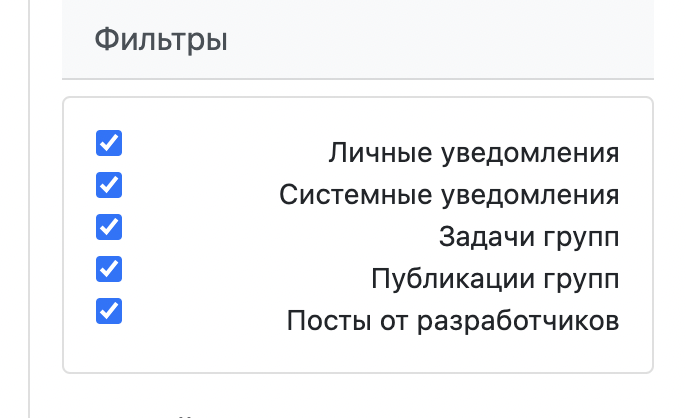 Фильтры
Личные уведомления
Системные уведомления
Задачи групп
Публикации групп
Посты от разработчиков